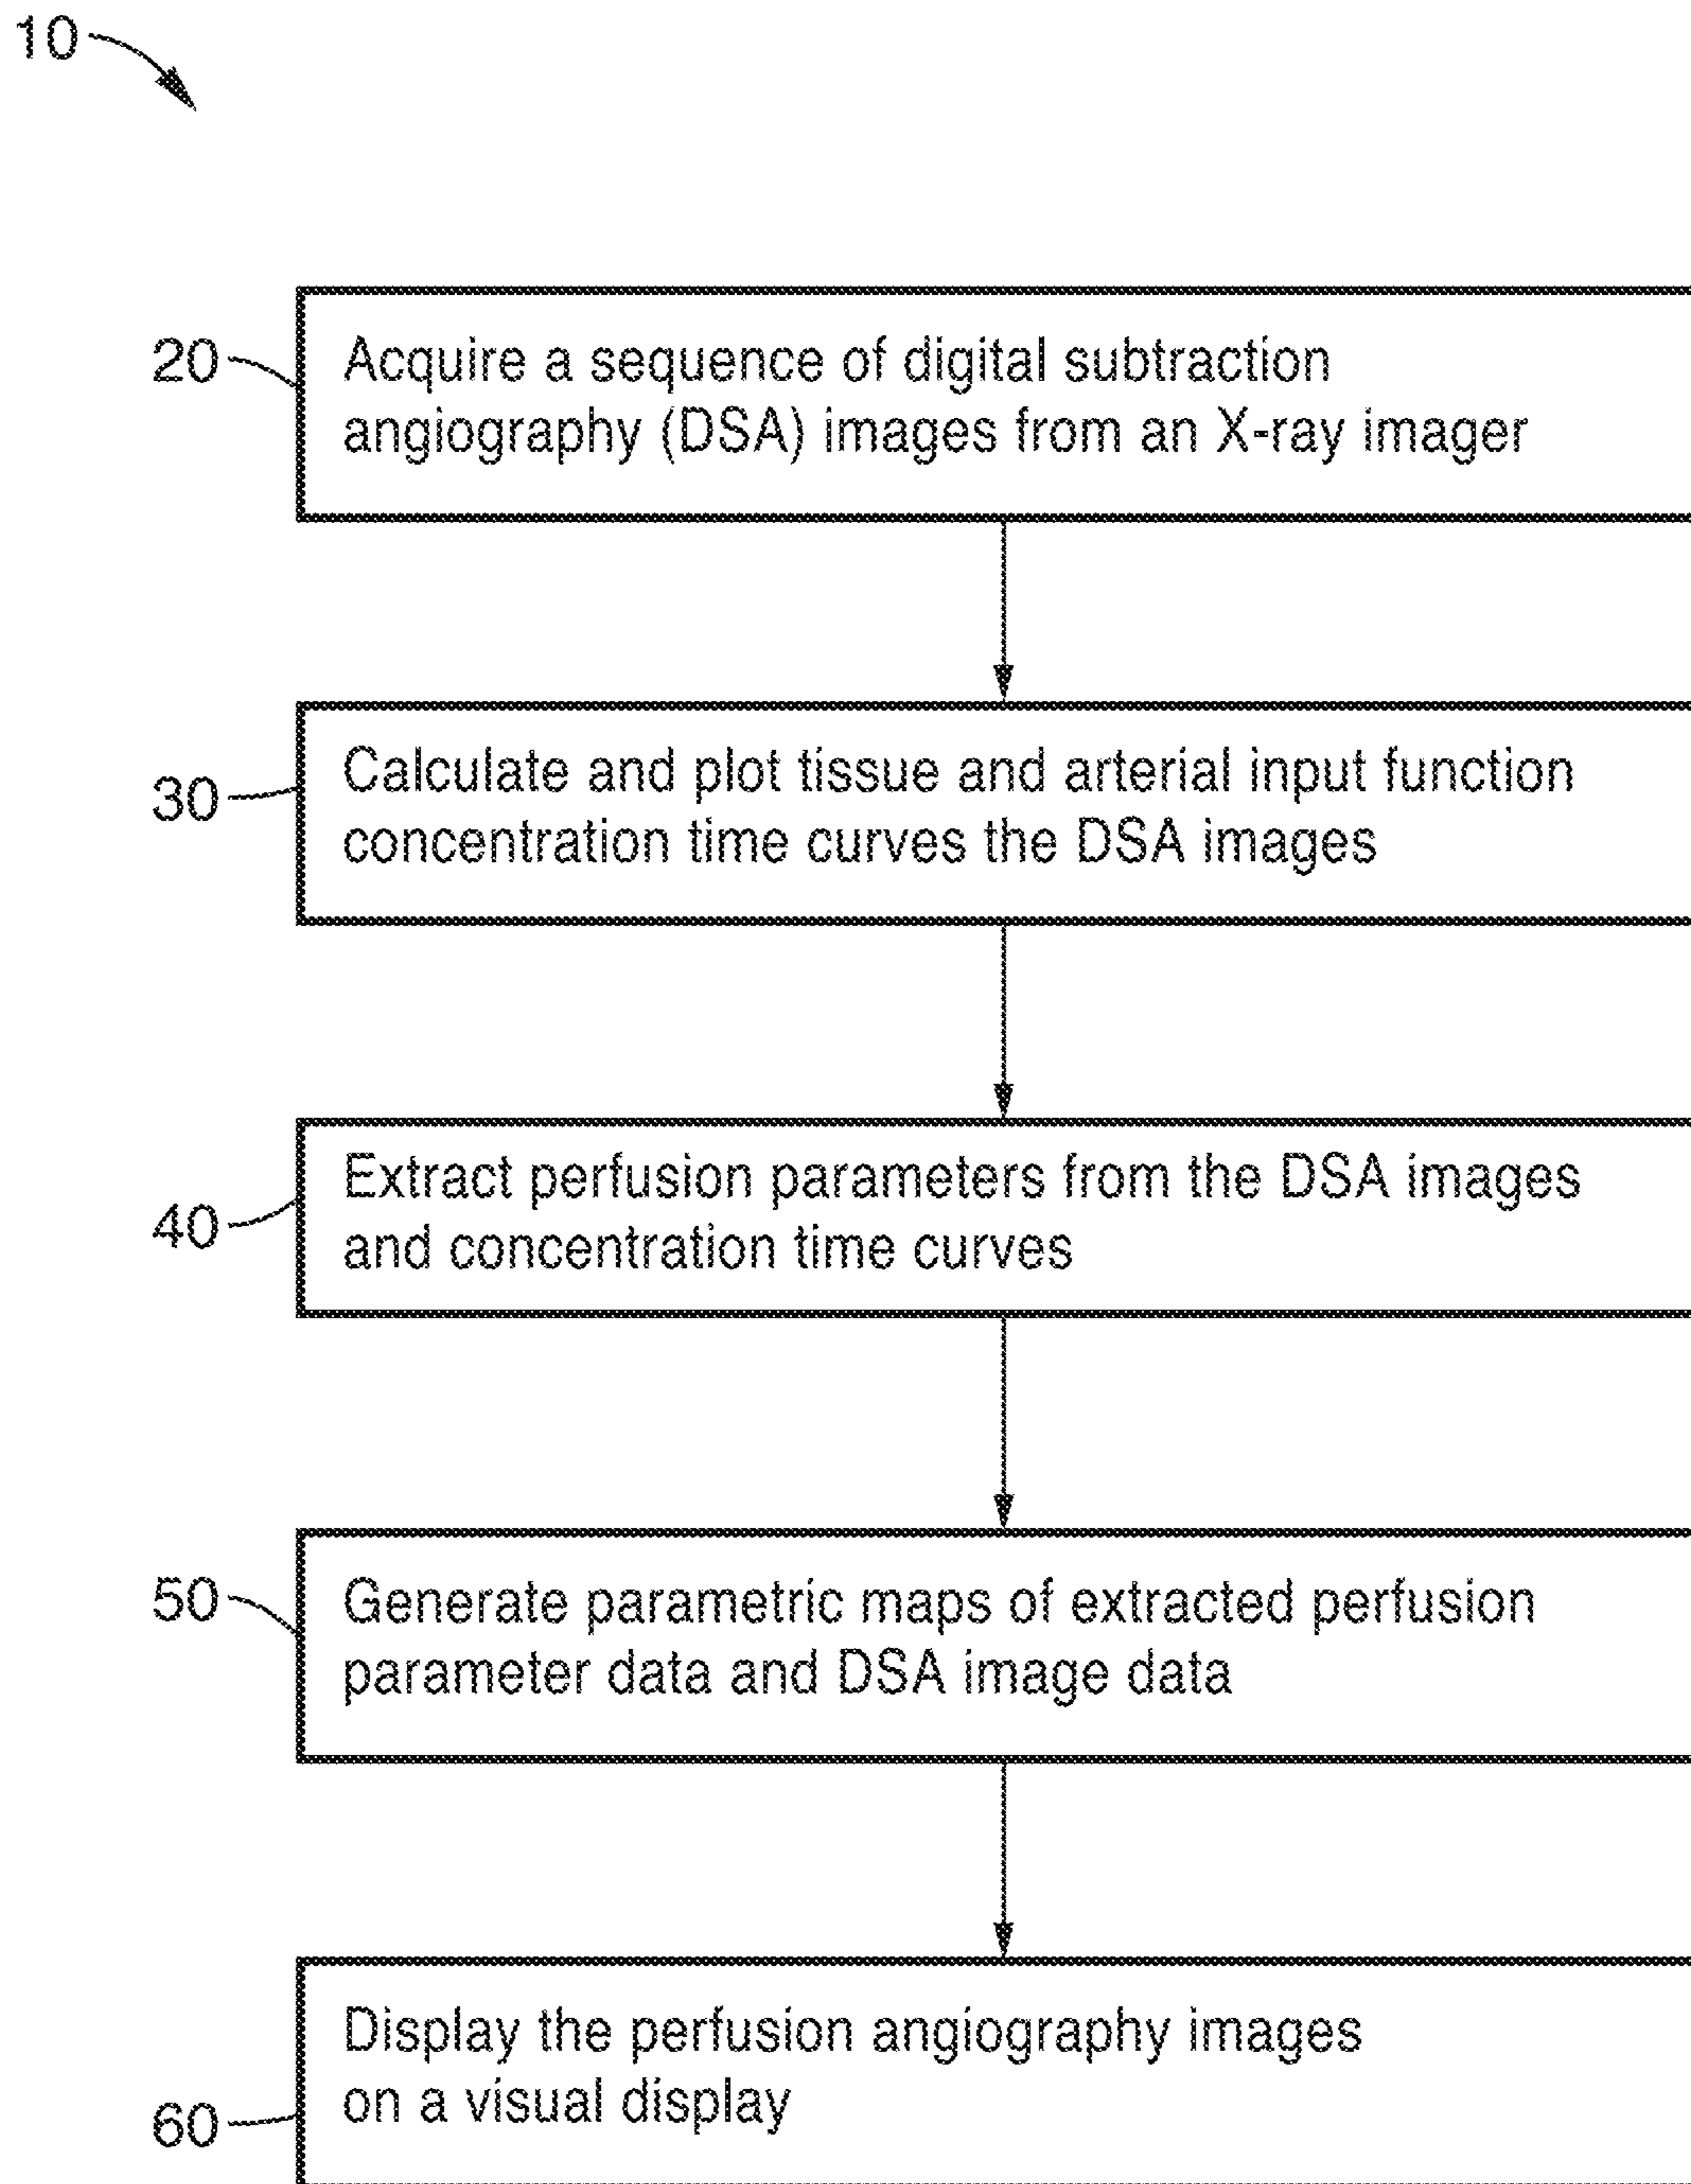 10
20
Acquire a sequence of digital subtraction
angiography (DSA) images from an X-ray imager
30
Calculate and plot tissue and arterial input function
concentration time curves the DSA images
40
Extract perfusion parameters from the DSA images
and concentration time curves
50
Generate parametric maps of extracted perfusion
parameter data and DSA image data
60
Display the perfusion angiography images
on a visual display